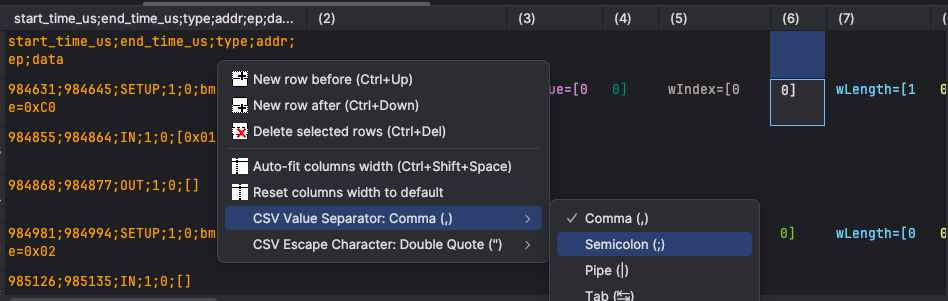 start_time_us;end_time_us;type;addr;ep;da... (2) (3) (4) (5) (6) (7) (
start_time_us;end_time_us;type;addr;
ep;data
984631;984645;SETUP;1;0;bm ue=[0 0] wIndex=[0 0] wLength=[1 0
e=0xC0
984855;984864;IN;1;0;[0x01
984868;984877;OUT;1;0;[]
984981;984994;SETUP;1;0;bm 0] wLength=[0 0
e=0x02
985126;985135;IN;1;0;[]
New row before (Ctrl+Up)
New row after (Ctrl+Down)
Delete selected rows (Ctrl+Del)
Auto-fit columns width (Ctrl+Shift+Space)
Reset columns width to default
CSV Value Separator: Comma (,)
CSV Escape Character: Double Quote (")
Comma (,)
Semicolon (;)
Pipe (|)
Tab (↹)